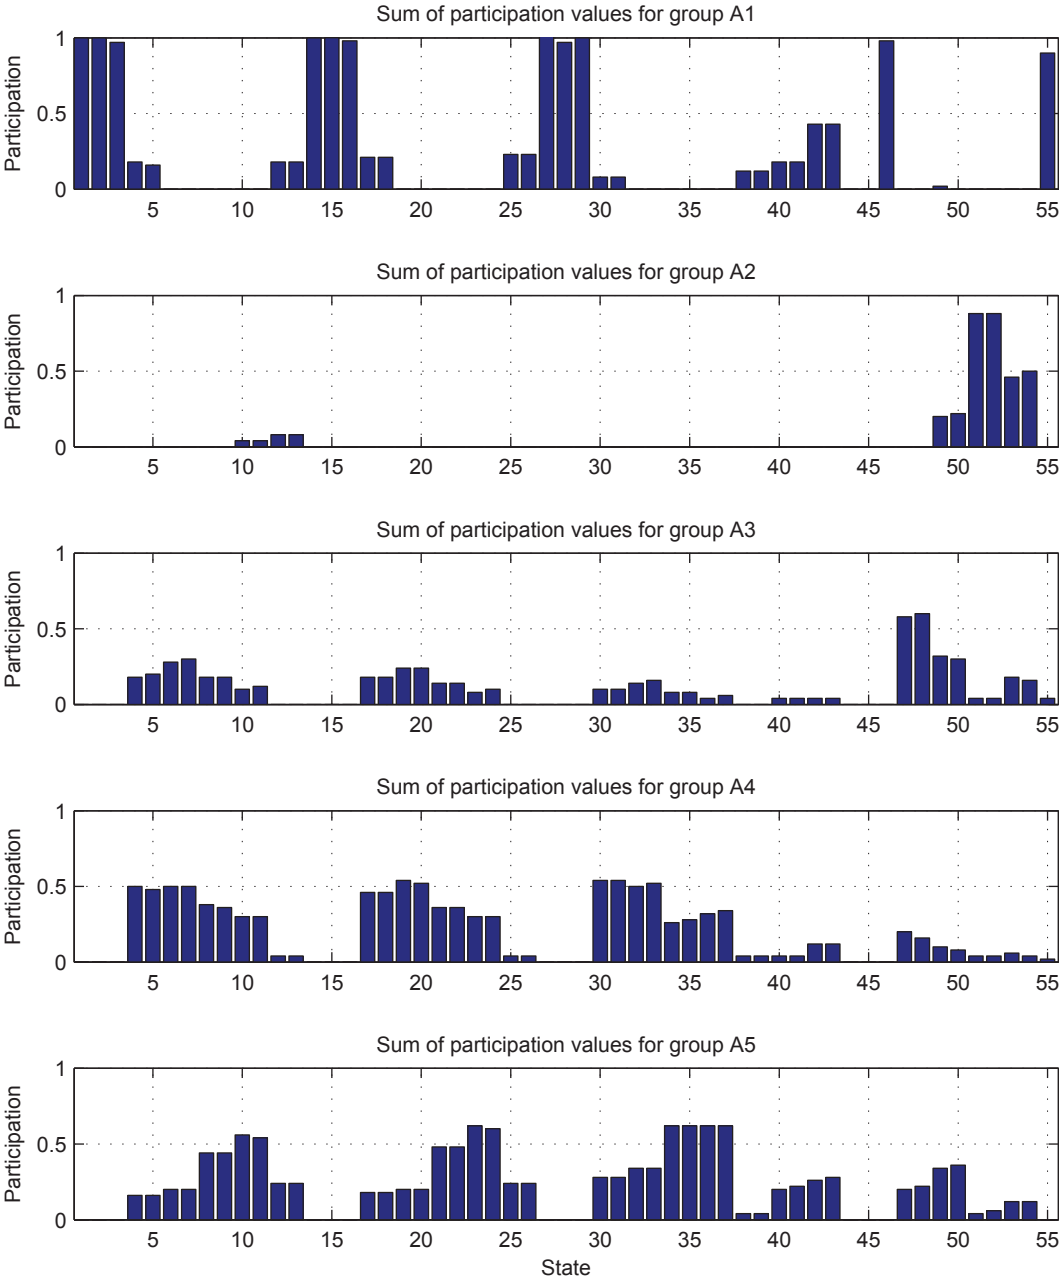 Sum of participation values for group A1
Participation
1
0.5
0
5 10 15 20 25 30 35 40 45 50 55
Sum of participation values for group A2
Participation
1
0.5
0
5 10 15 20 25 30 35 40 45 50 55
Sum of participation values for group A3
Participation
1
0.5
0
5 10 15 20 25 30 35 40 45 50 55
Sum of participation values for group A4
Participation
1
0.5
0
5 10 15 20 25 30 35 40 45 50 55
Sum of participation values for group A5
Participation
1
0.5
0
5 10 15 20 25 30 35 40 45 50 55
State